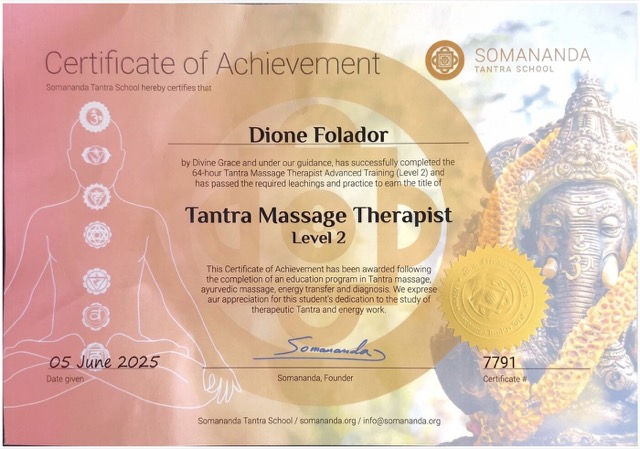 Certificate of Achievement
SOMANANDA
TANTRA SCHOOL
Somananda Tantra School hereby certifies that
Dione Folador
by Divine Grace and under our guidance, has successfully completed the
64-hour Tantra Massage Therapist Advanced Training (Level 2) and
has passed the required teachings and practice to earn the title of
Tantra Massage Therapist
Level 2
This Certificate of Achievement has been awarded following
the completion of an education program in Tantra massage,
ayurvedic massage, energy transfer and diagnosis. We express
our appreciation for this student's dedication to the study of
therapeutic Tantra and energy work.
05 June 2025
Somananda
7791
Date given
Somananda, Founder
Certificate #
Somananda Tantra School / somananda.org / info@somananda.org